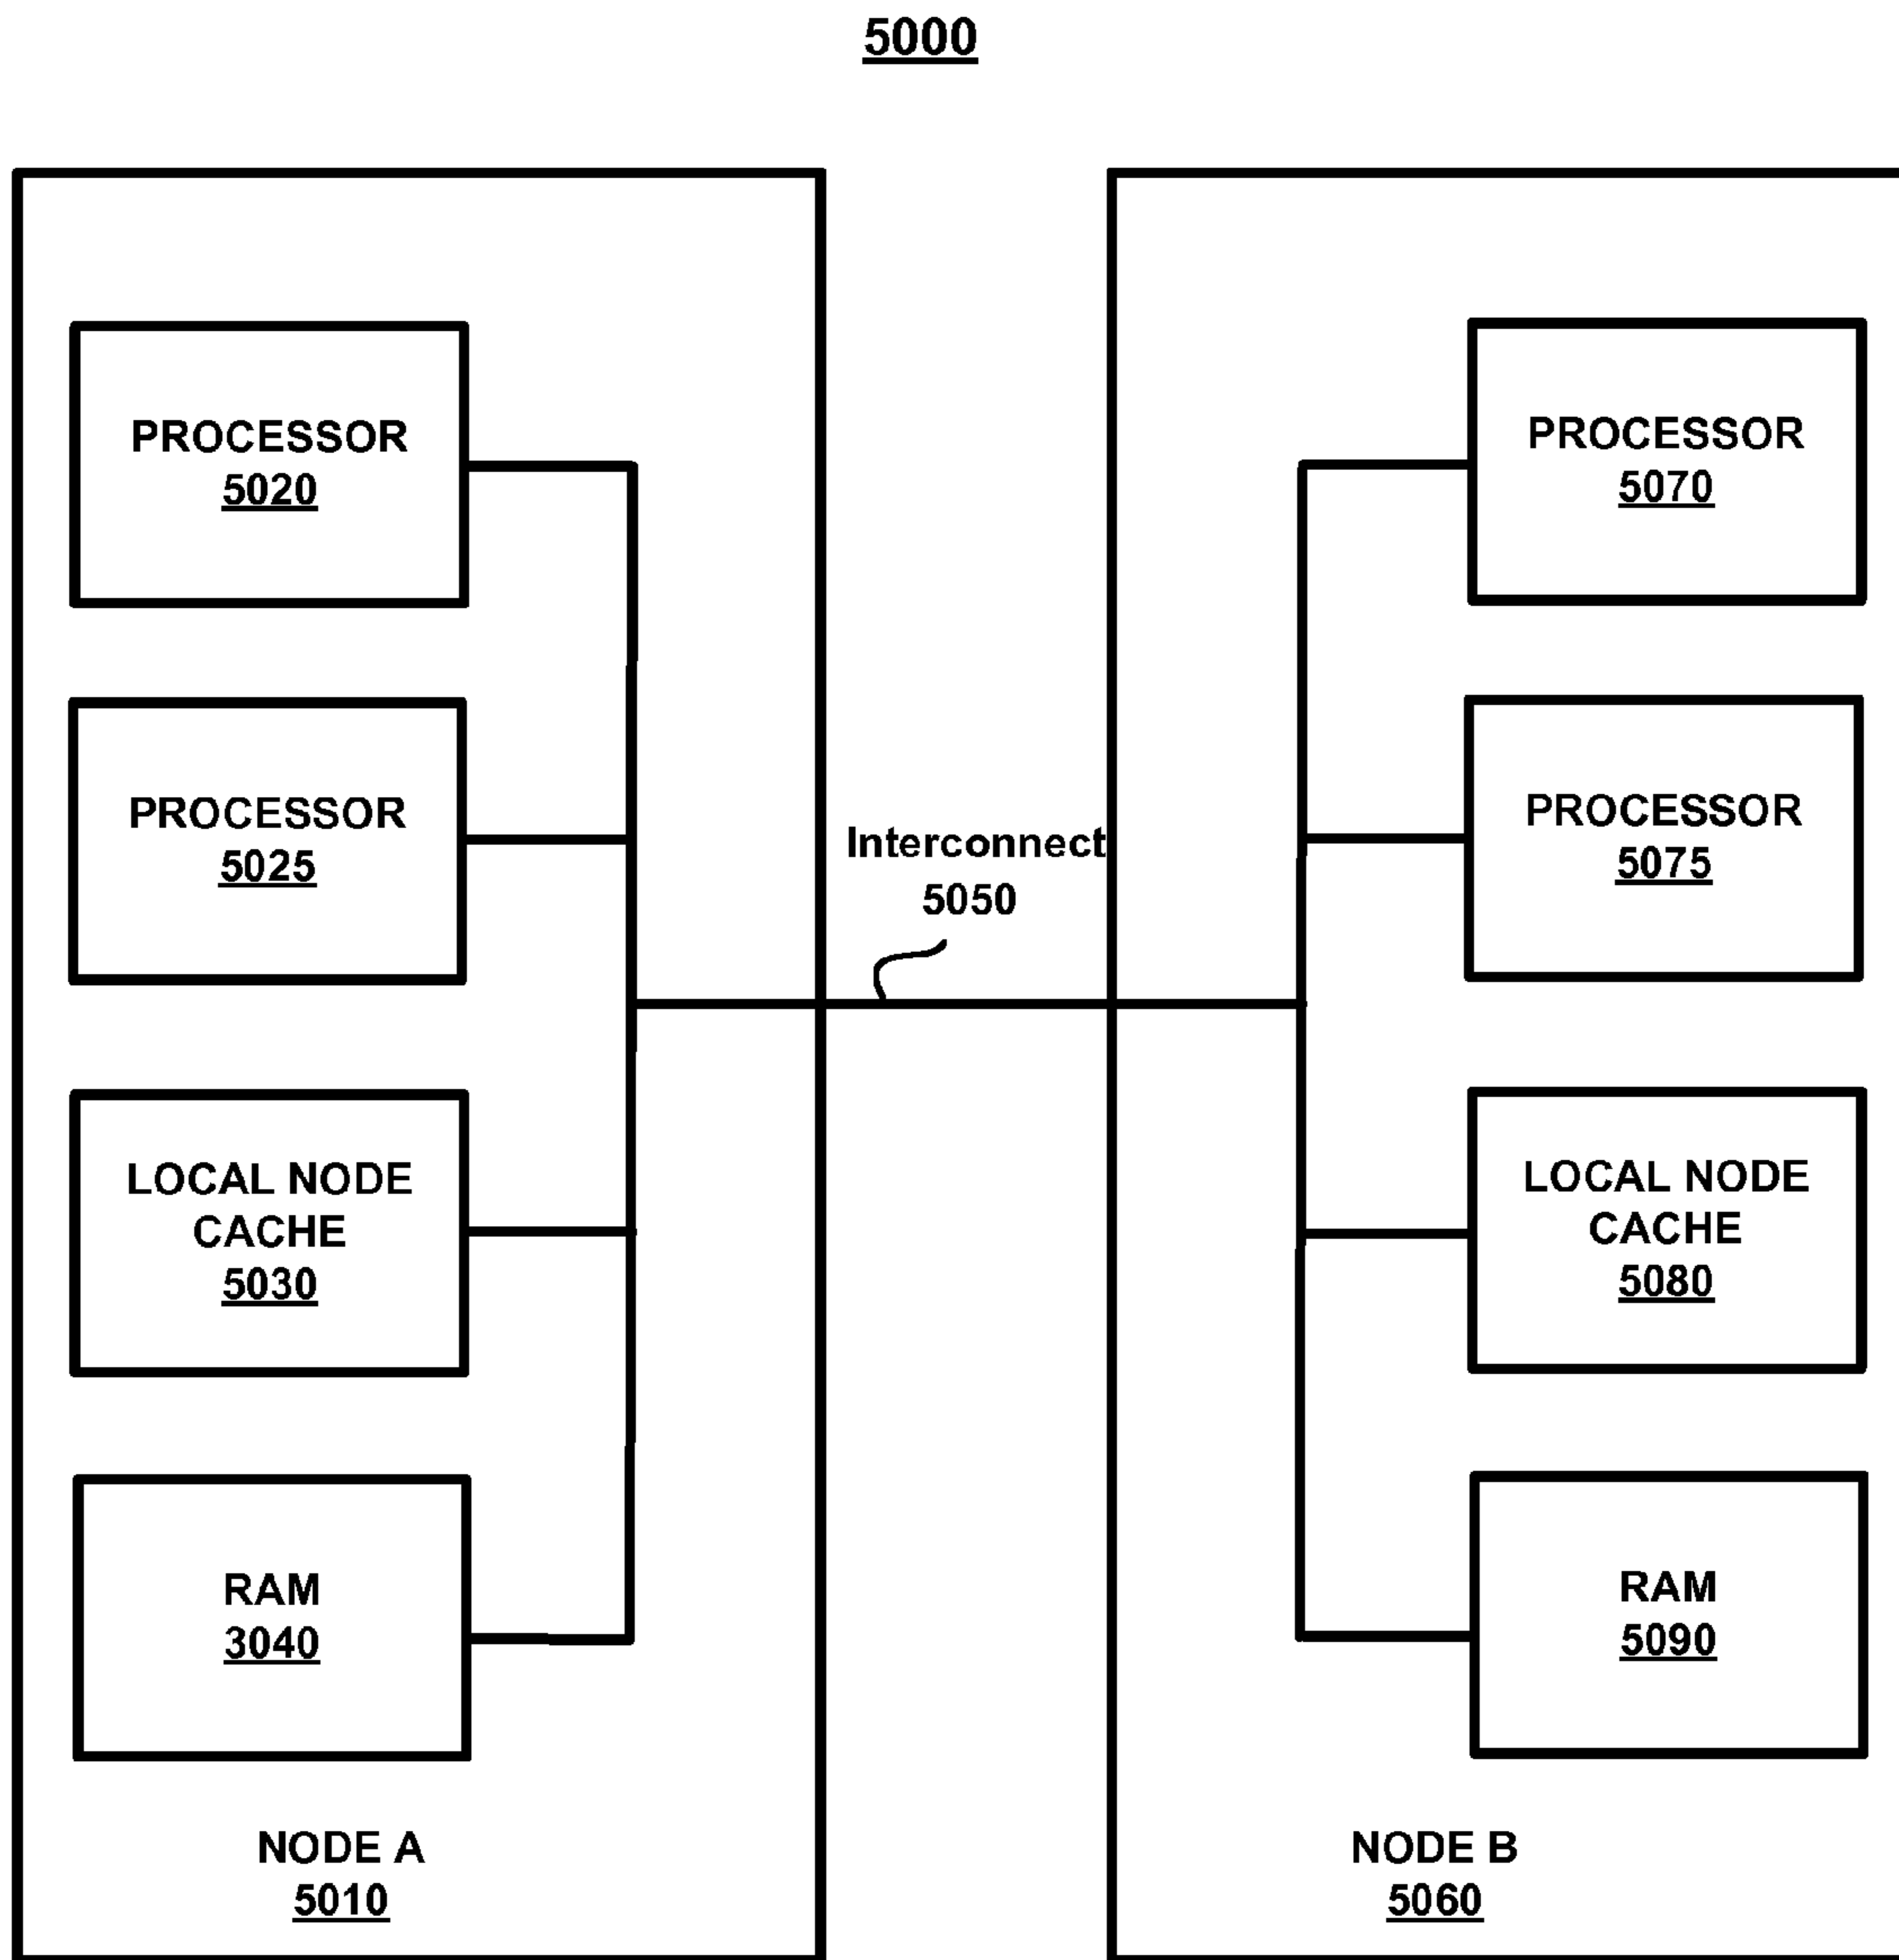 5000
PROCESSOR
5020
PROCESSOR
5025
LOCAL NODE
CACHE
5030
RAM
3040
NODE A
5010
Interconnect
5050
PROCESSOR
5070
PROCESSOR
5075
LOCAL NODE
CACHE
5080
RAM
5090
NODE B
5060